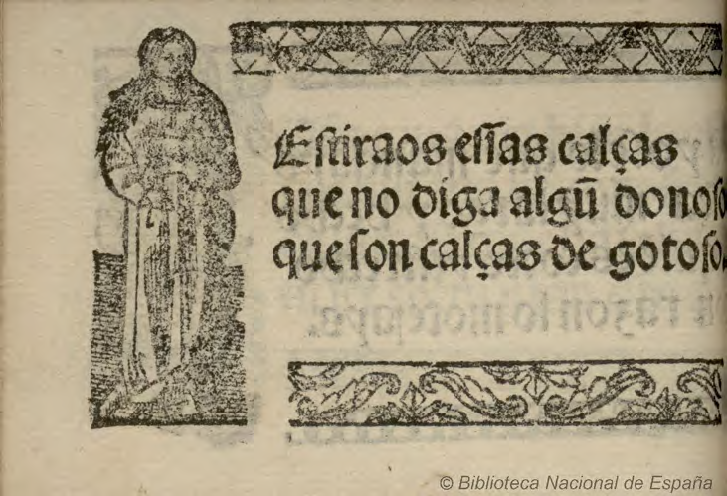 Estiraos essas calças
que no diga algũ donoso
que son calças de gotoso.
© Biblioteca Nacional de España